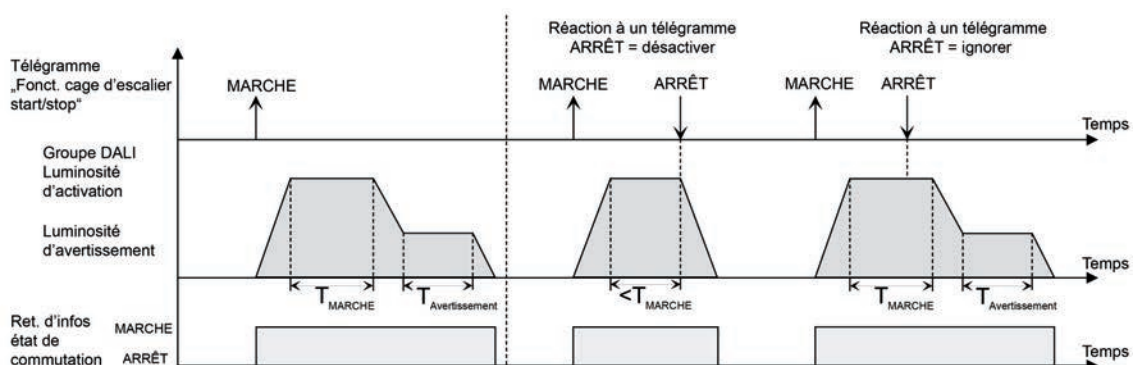 Réaction à un télégramme
ARRÊT = désactiver
Réaction à un télégramme
ARRÊT = ignorer
Télégramme
„Fonct. cage d'escalier
start/stop“
MARCHE
MARCHE
ARRÊT
MARCHE
ARRÊT
Temps
Groupe DALI
Luminosité
d'activation
Luminosité
d'avertissement
Temps
TMARCHE
TAvertissement
<TMARCHE
TMARCHE
TAvertissement
Ret. d'infos
état de
commutation
MARCHE
ARRÊT
Temps